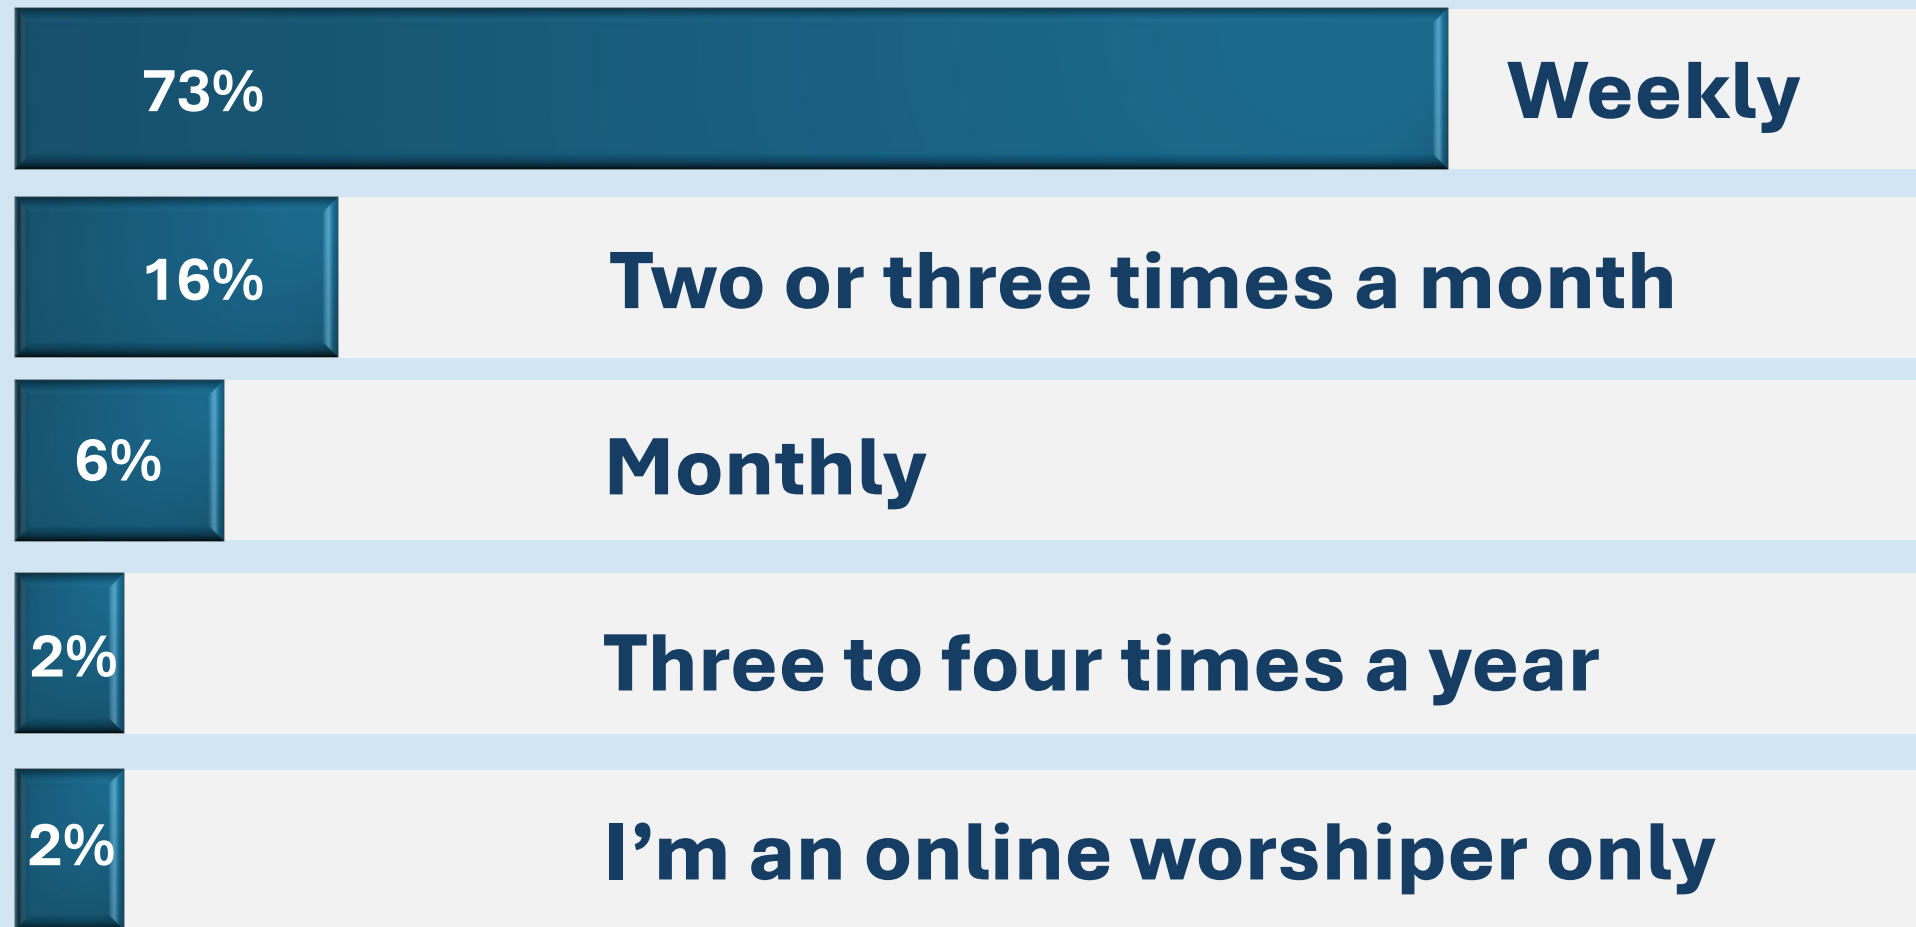 73% Weekly
16% Two or three times a month
6% Monthly
2% Three to four times a year
2% I’m an online worshiper only